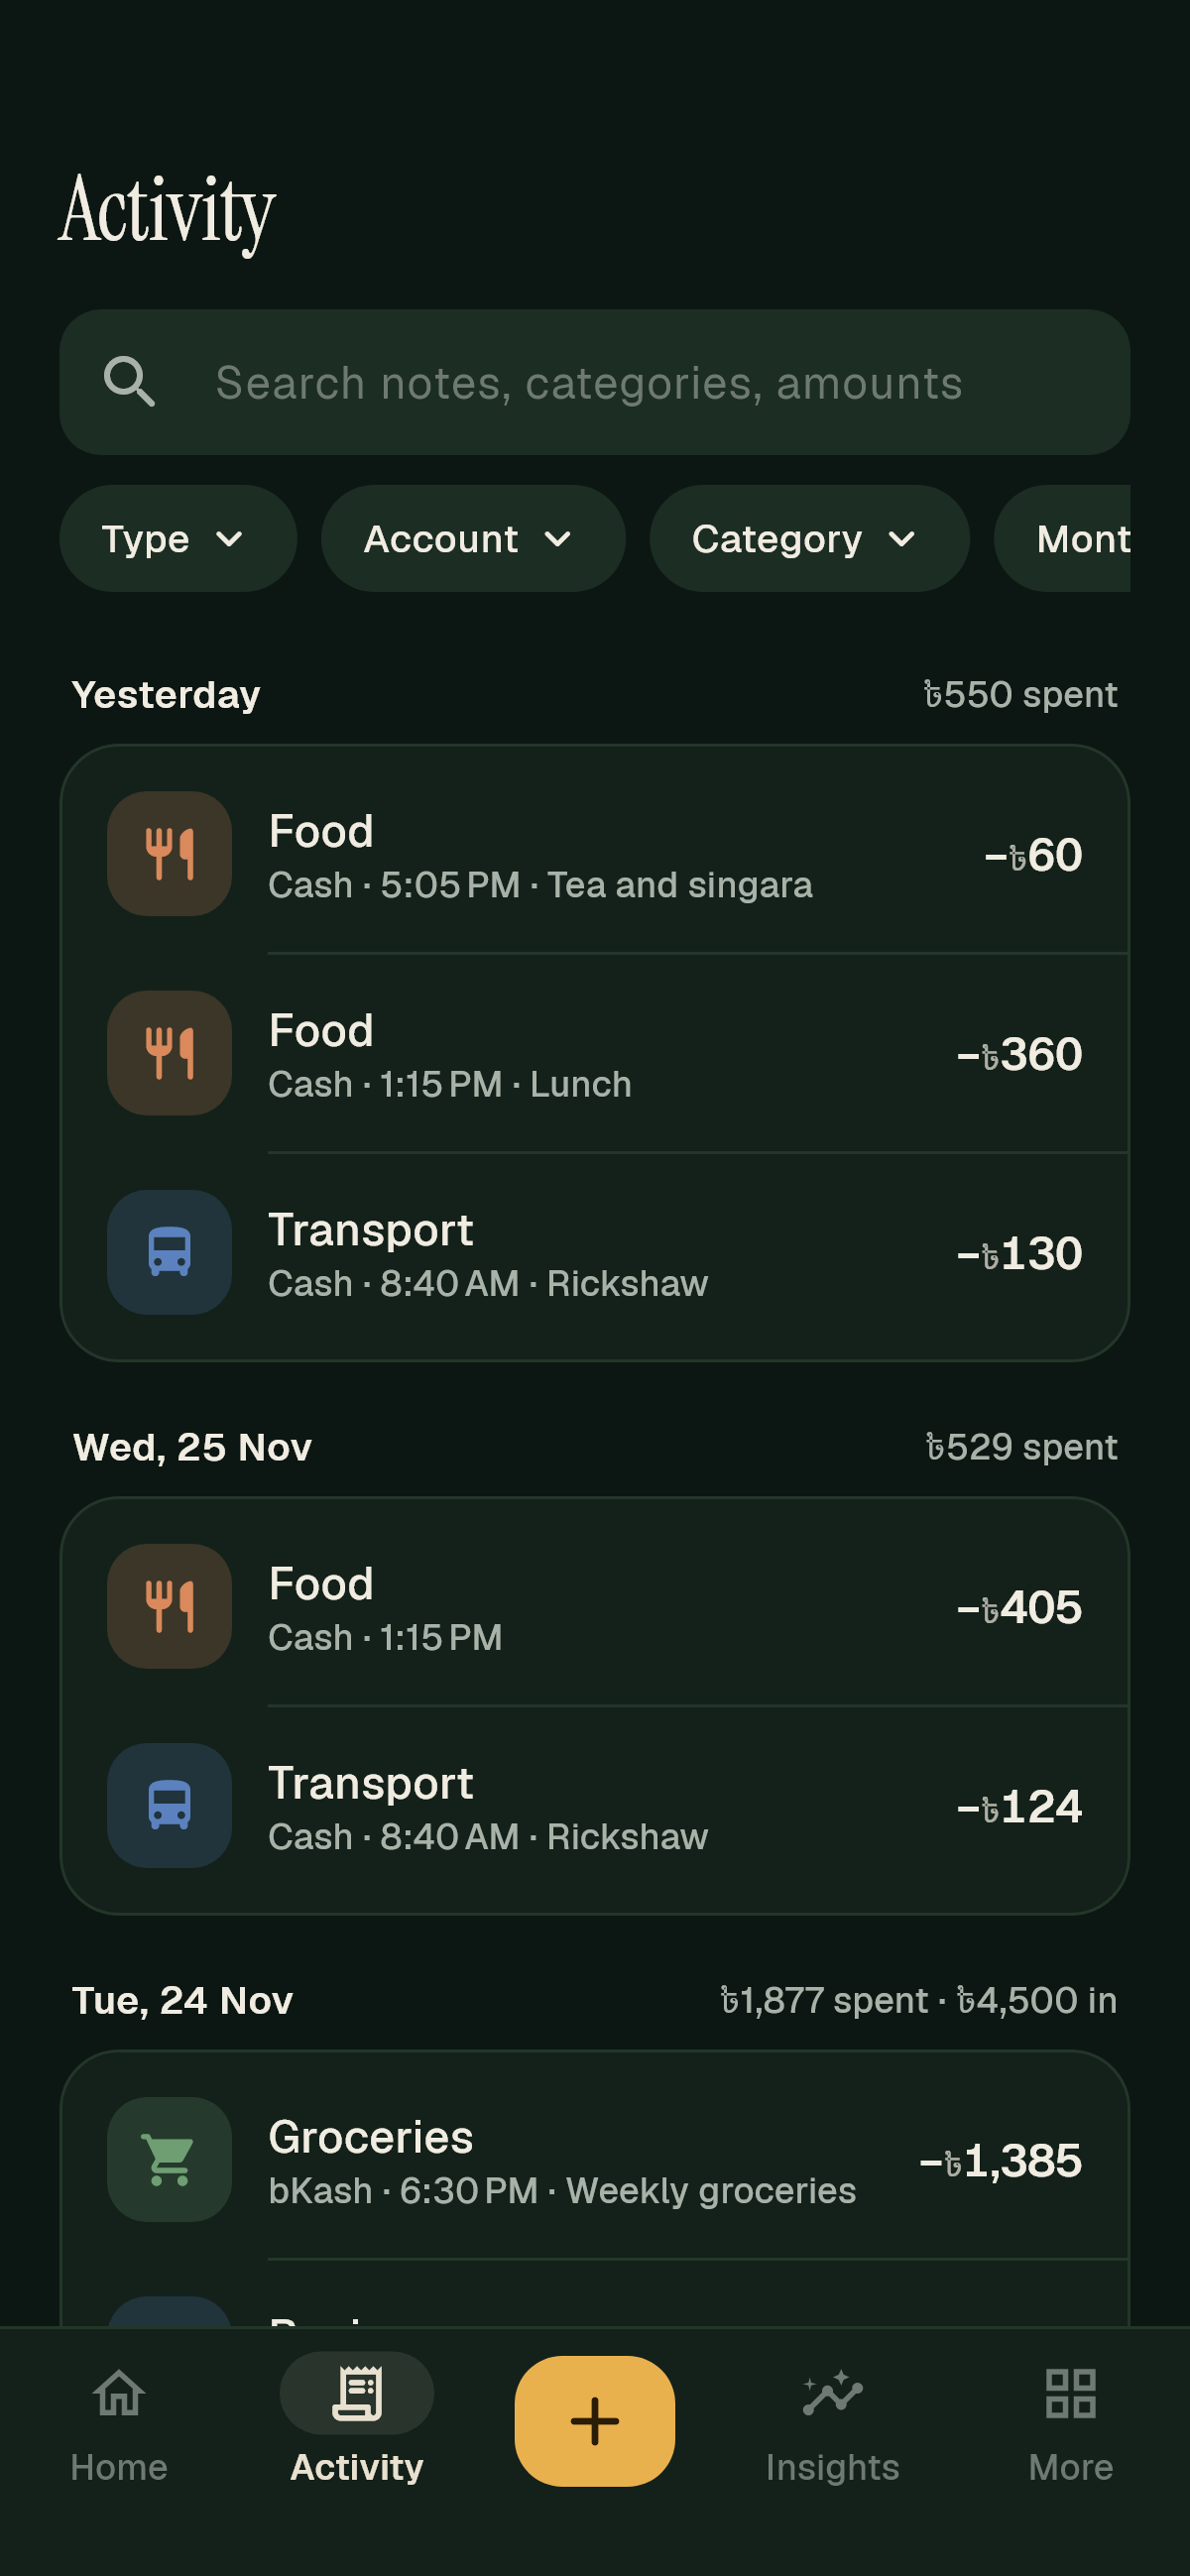 Activity
Search notes, categories, amounts
Type
Account
Category
Mont
Yesterday
৳550 spent
Food
Cash · 5:05 PM · Tea and singara
−৳60
Food
Cash · 1:15 PM · Lunch
−৳360
Transport
Cash · 8:40 AM · Rickshaw
−৳130
Wed, 25 Nov
৳529 spent
Food
Cash · 1:15 PM
−৳405
Transport
Cash · 8:40 AM · Rickshaw
−৳124
Tue, 24 Nov
৳1,877 spent · ৳4,500 in
Groceries
bKash · 6:30 PM · Weekly groceries
−৳1,385
Home
Activity
Insights
More